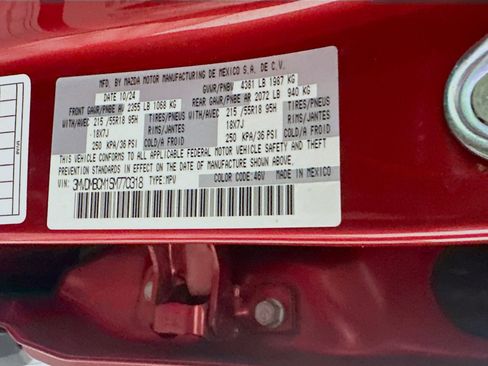 MFD. BY MAZDA MOTOR MANUFACTURING DE MEXICO S.A. DE C.V.
DATE 10/24 GVWR/PNBV 4381 LB 1987 KG
FRONT GAWR/PNBE AV 2355 LB 1068 KG REAR GAWR/PNBE AR 2072 LB 940 KG
WITH/AVEC 215/55R18 95H TIRES/PNEUS WITH/AVEC 215/55R18 95H TIRES/PNEUS
18X7J RIMS/JANTES 18X7J RIMS/JANTES
250 KPA/36 PSI COLD/A FROID 250 KPA/36 PSI COLD/A FROID
THIS VEHICLE CONFORMS TO ALL APPLICABLE FEDERAL MOTOR VEHICLE SAFETY AND THEFT
PREVENTION STANDARDS IN EFFECT ON THE DATE OF MANUFACTURE SHOWN ABOVE.
VIN: 3MVDMBCM1SM770318 TYPE:MPV COLOR CODE:46V MADE IN MEXICO